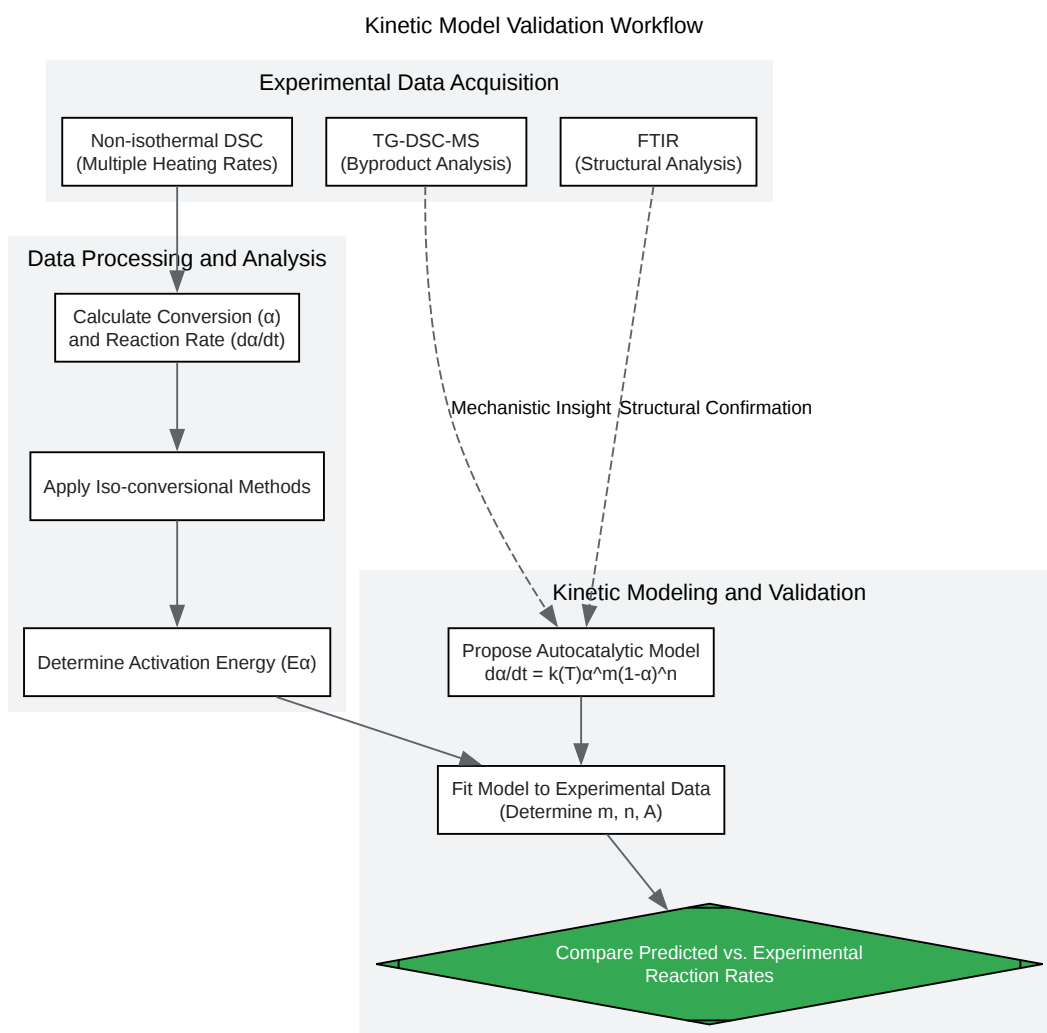 Kinetic Model Validation Workflow
Experimental Data Acquisition
Non-isothermal DSC
(Multiple Heating Rates)
TG-DSC-MS
(Byproduct Analysis)
FTIR
(Structural Analysis)
Data Processing and Analysis
Calculate Conversion (α)
and Reaction Rate (dα/dt)
Mechanistic Insight
Structural Confirmation
Apply Iso-conversional Methods
Kinetic Modeling and Validation
Determine Activation Energy (Eα)
Propose Autocatalytic Model
dα/dt = k(T)α^m(1-α)^n
Fit Model to Experimental Data
(Determine m, n, A)
Compare Predicted vs. Experimental
Reaction Rates